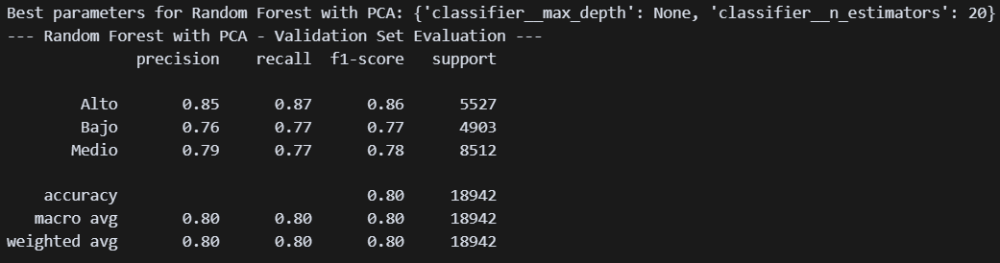 Best parameters for Random Forest with PCA: {'classifier__max_depth': None, 'classifier__n_estimators': 20}
--- Random Forest with PCA - Validation Set Evaluation ---
              precision    recall  f1-score   support

        Alto       0.85      0.87      0.86      5527
        Bajo       0.76      0.77      0.77      4903
       Medio       0.79      0.77      0.78      8512

    accuracy                           0.80     18942
   macro avg       0.80      0.80      0.80     18942
weighted avg       0.80      0.80      0.80     18942